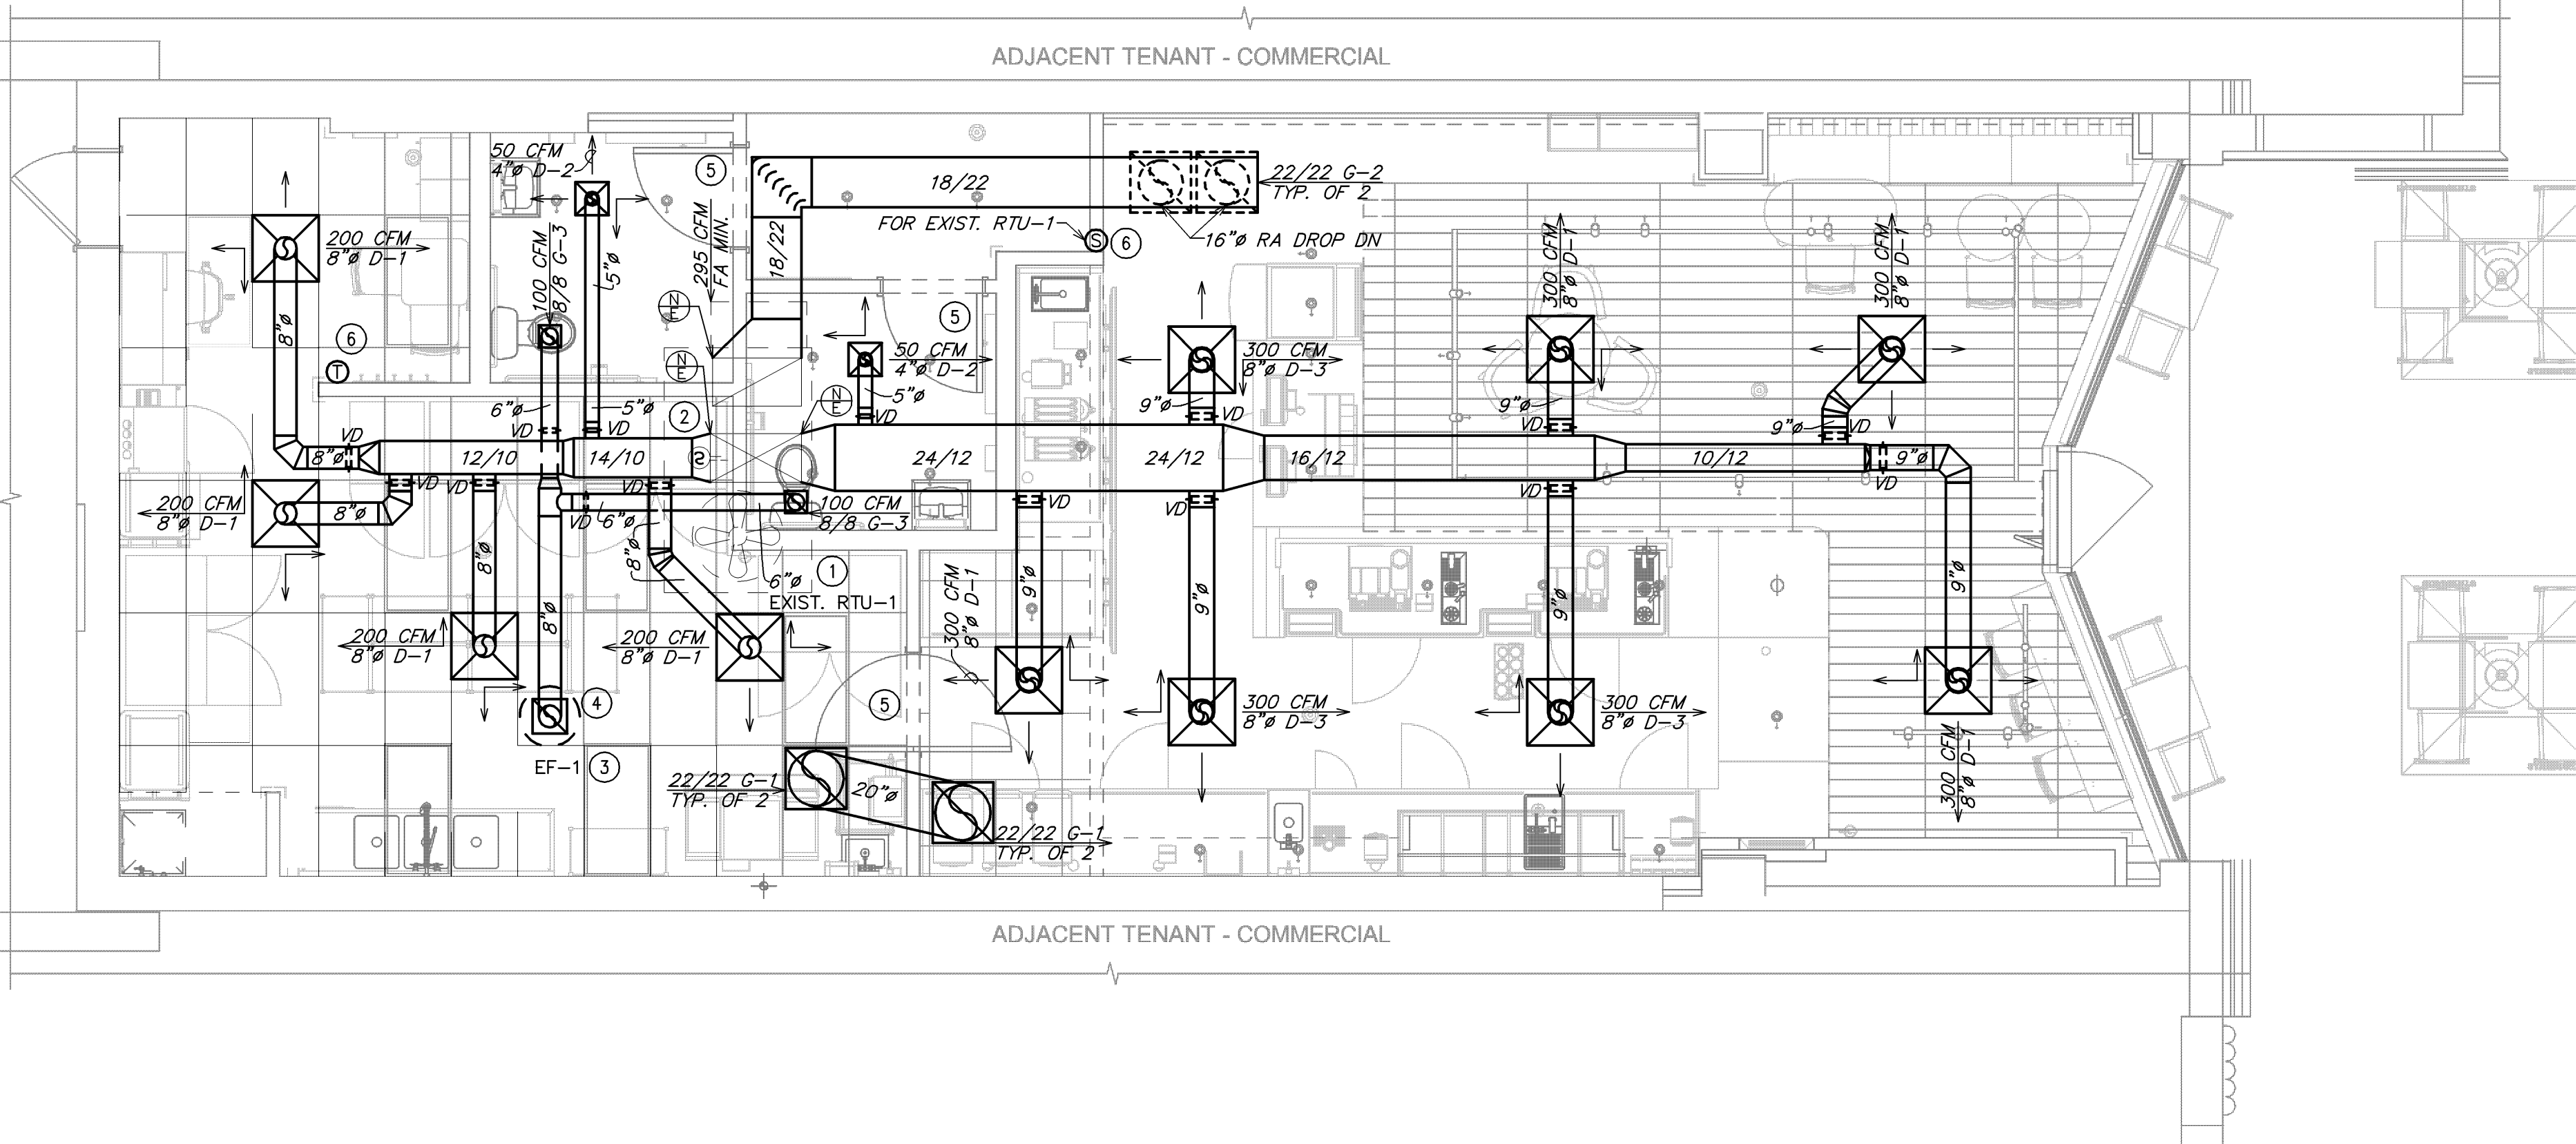 ADJACENT TENANT - COMMERCIAL
50 CFM
4"ø D-2
5
18/22
22/22 G-2
TYP. OF 2
FOR EXIST. RTU-1
S
6
16"ø RA DROP DN
295 CFM
FA MIN.
18/22
200 CFM
8"ø D-1
100 CFM
8/8 G-3
5"ø
300 CFM
8"ø D-1
300 CFM
8"ø D-1
8"ø
6
T
N
E
N
E
N
E
5
50 CFM
4"ø D-2
5"ø
VD
300 CFM
8"ø D-3
9"ø
VD
9"ø
VD
9"ø
VD
6"ø
VD
5"ø
VD
2
VD
8"ø
12/10
14/10
S
24/12
24/12
16/12
10/12
9"ø
VD
200 CFM
8"ø D-1
8"ø
VD
VD
VD
VD
6"ø
100 CFM
8/8 G-3
VD
VD
VD
8"ø
8"ø
8"ø
6"ø
1
EXIST. RTU-1
300 CFM
8"ø D-1
9"ø
9"ø
9"ø
9"ø
200 CFM
8"ø D-1
200 CFM
8"ø D-1
4
5
300 CFM
8"ø D-3
300 CFM
8"ø D-3
300 CFM
8"ø D-1
EF-1
3
22/22 G-1
TYP. OF 2
20"ø
22/22 G-1
TYP. OF 2
ADJACENT TENANT - COMMERCIAL